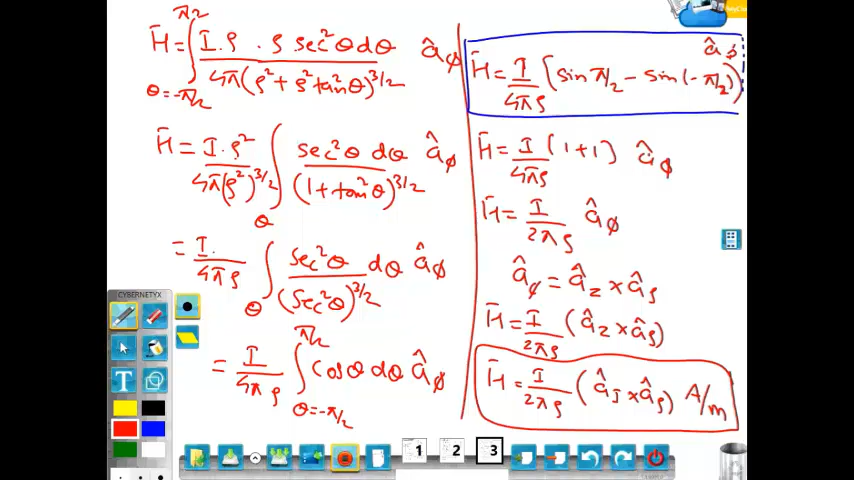 H̄ = ∫_{θ=-π/2}^{π/2} I.ρ . ρ sec²θ dθ / 4π(ρ² + ρ² tan²θ)^{3/2} â_ϕ
H̄ = I.ρ² / 4π(ρ²)^{3/2} ∫_θ sec²θ dθ / (1 + tan²θ)^{3/2} â_ϕ
= I. / 4πρ ∫_θ sec²θ / (sec²θ)^{3/2} dθ â_ϕ
= I / 4πρ ∫_{θ=-π/2}^{π/2} cosθ dθ â_ϕ
H̄ = I / 4πρ [sin π/2 - sin(-π/2)] â_ϕ
H̄ = I / 4πρ (1+1) â_ϕ
H̄ = I / 2πρ â_ϕ
â_ϕ = â_z × â_ρ
H̄ = I / 2πρ (â_z × â_ρ)
H̄ = I / 2πρ (â_I × â_ρ) A/m
CYBERNETYX
T
1 2 3